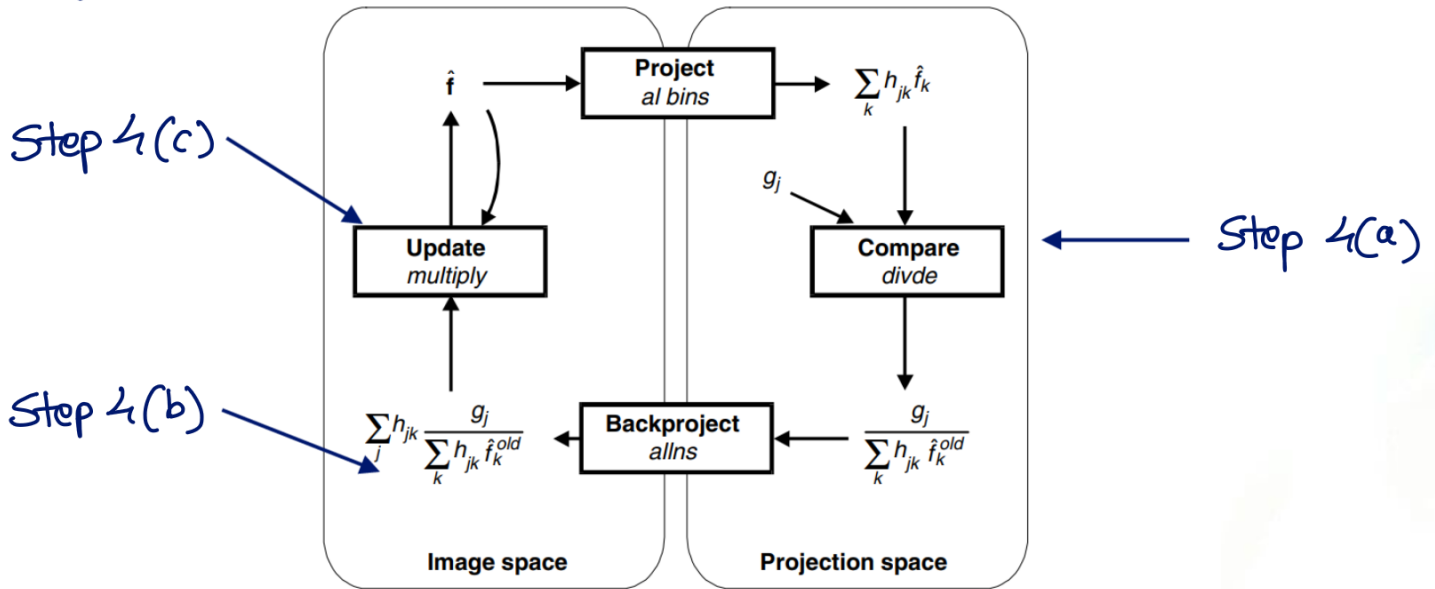 Project
al bins
f̂
∑_k h_jk f̂_k
Step 4(c)
g_j
Update
multiply
Compare
divde
Step 4(a)
Step 4(b)
∑_j h_jk g_j / ∑_k h_jk f̂_k^old
Backproject
allns
g_j / ∑_k h_jk f̂_k^old
Image space
Projection space